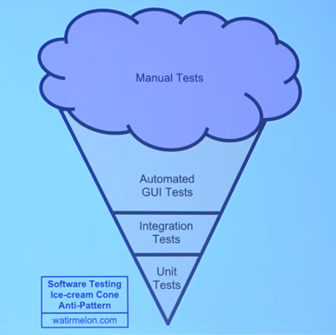 Manual Tests
Automated
GUI Tests
Integration
Tests
Unit
Tests
Software Testing
Ice-cream Cone
Anti-Pattern
watirmelon.com